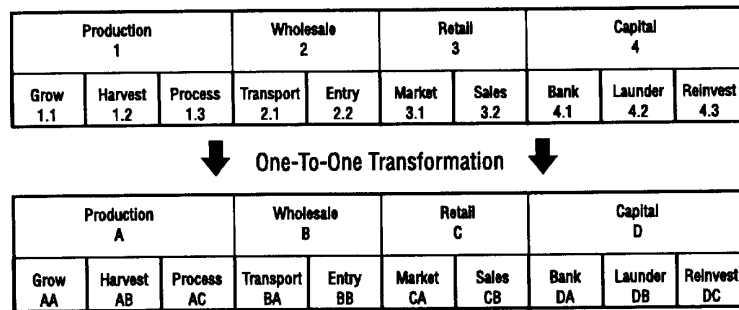 Production Wholesale Retail Capital
1 2 3 4
Grow Harvest Process Transport Entry Market Sales Bank Launder Reinvest
1.1 1.2 1.3 2.1 2.2 3.1 3.2 4.1 4.2 4.3
One-To-One Transformation
Production Wholesale Retail Capital
A B C D
Grow Harvest Process Transport Entry Market Sales Bank Launder Reinvest
AA AB AC BA BB CA CB DA DB DC